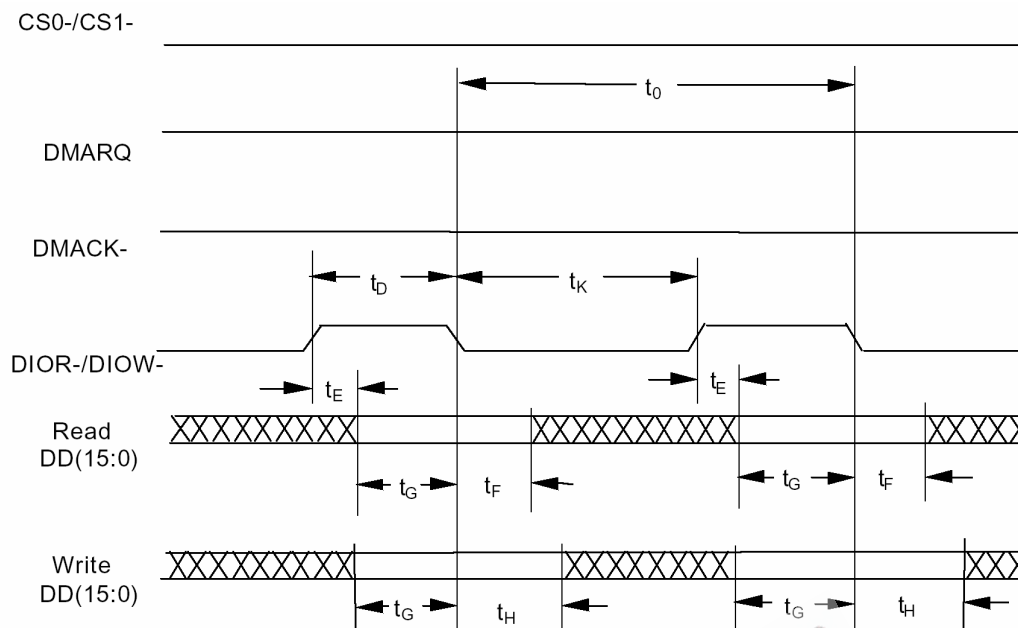 CS0-/CS1-
t0
DMARQ
DMACK-
tD tK
DIOR-/DIOW-
tE tE
Read
DD(15:0)
tG tF tG tF
Write
DD(15:0)
tG tH tG tH